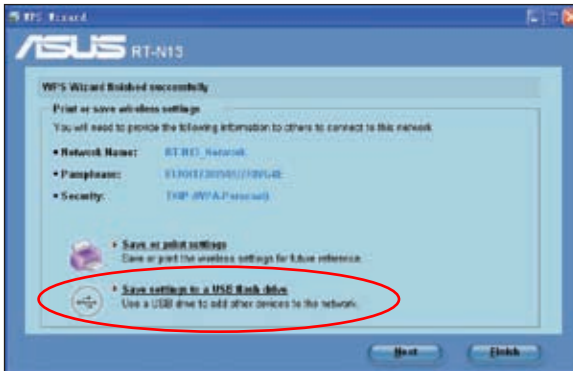 WPS Wizard
ASUS RT-N13
WPS Wizard finished successfully
Print or save wireless settings
You will need to provide the following information to others to connect to this network
• Network Name:
• Passphrase:
• Security:
Save or print settings
Save or print the wireless settings for future reference.
Save settings to a USB flash drive
Use a USB drive to add other devices to the network.
Next Finish